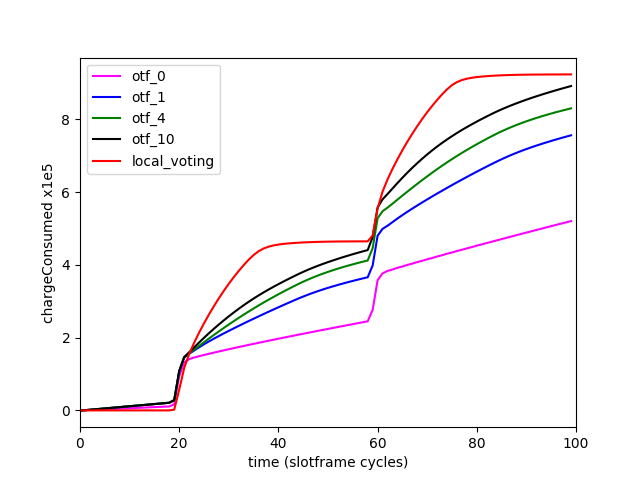 otf_0
otf_1
otf_4
otf_10
local_voting
chargeConsumed x1e5
8
6
4
2
0
0 20 40 60 80 100
time (slotframe cycles)